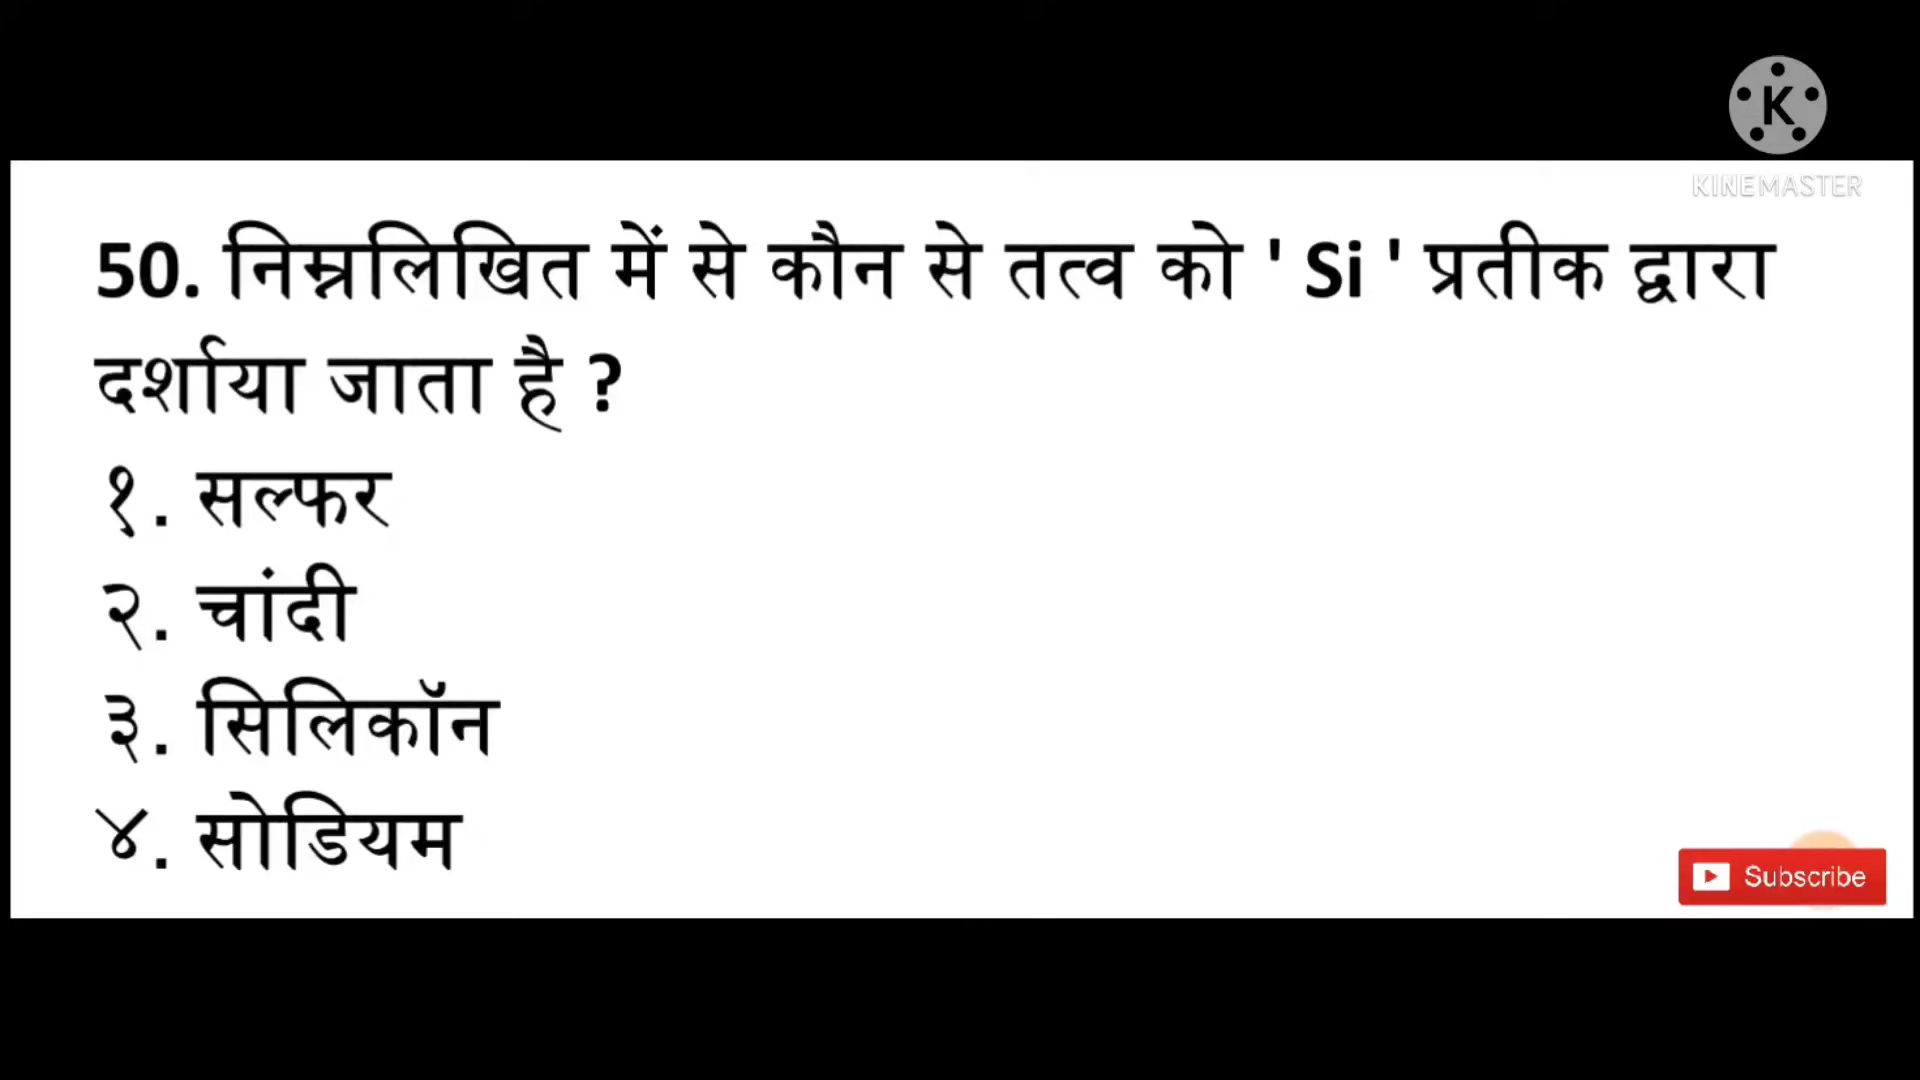 K
KINEMASTER
50. निम्नलिखित में से कौन से तत्व को ' Si ' प्रतीक द्वारा
दर्शाया जाता है ?
१. सल्फर
२. चांदी
३. सिलिकॉन
४. सोडियम
Subscribe